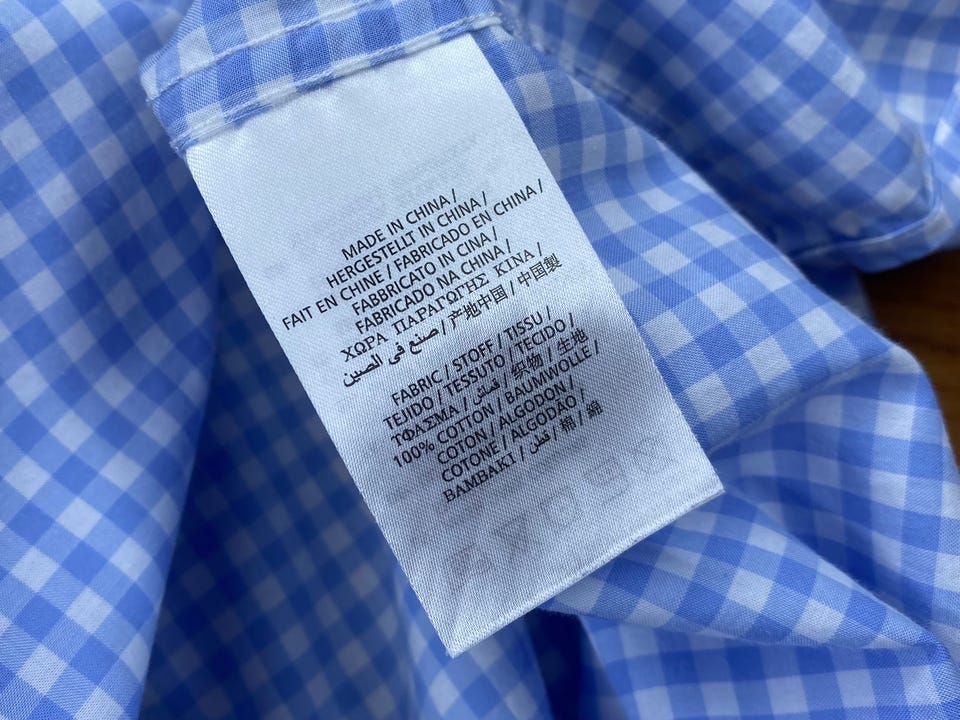 MADE IN CHINA /
HERGESTELLT IN CHINA /
FAIT EN CHINE / FABRICADO EN CHINA /
FABBRICATO IN CINA /
FABRICADO NA CHINA /
ΧΩΡΑ ΠΑΡΑΓΩΓΗΣ ΚΙΝΑ /
صنع في الصين / 产地中国 / 中国製
FABRIC / STOFF / TISSU /
TEJIDO / TESSUTO / TECIDO /
ΤΦΑΣΜΑ / قماش / 织物 / 生地
100% COTTON / BAUMWOLLE /
COTON / ALGODON /
COTONE / ALGODÃO /
ΒΑΜΒΑΚΙ / قطن / 棉 / 綿